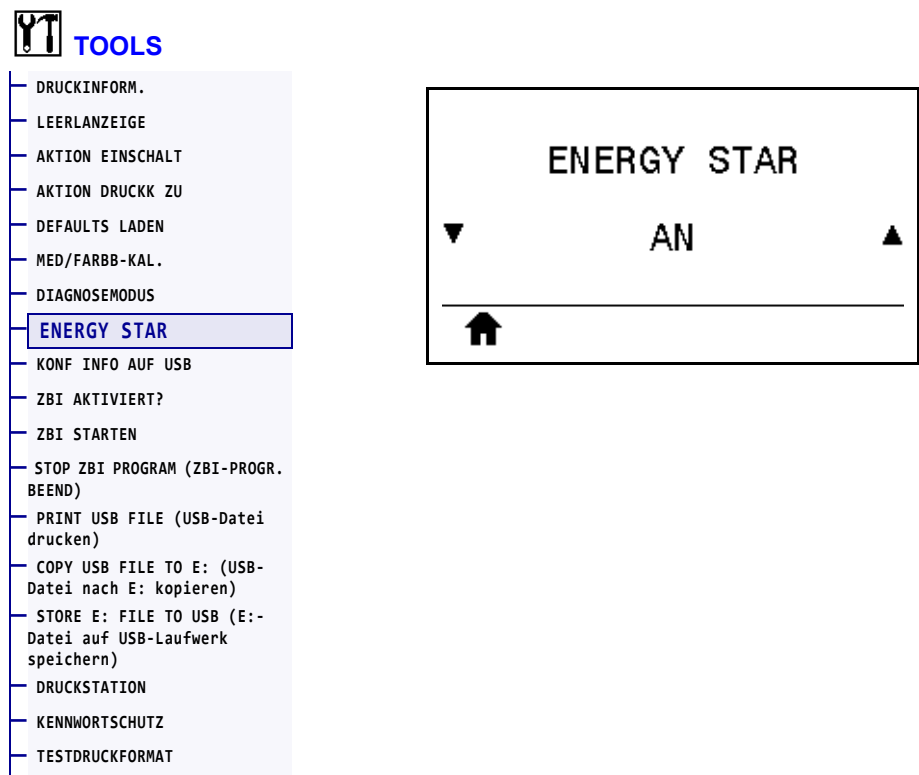 TOOLS
DRUCKINFORM.
LEERLANZEIGE
AKTION EINSCHALT
AKTION DRUCKK ZU
DEFAULTS LADEN
MED/FARBB-KAL.
DIAGNOSEMODUS
ENERGY STAR
KONF INFO AUF USB
ZBI AKTIVIERT?
ZBI STARTEN
STOP ZBI PROGRAM (ZBI-PROGR.
BEEND)
PRINT USB FILE (USB-Datei
drucken)
COPY USB FILE TO E: (USB-
Datei nach E: kopieren)
STORE E: FILE TO USB (E:-
Datei auf USB-Laufwerk
speichern)
DRUCKSTATION
KENNWORTSCHUTZ
TESTDRUCKFORMAT
ENERGY STAR
AN